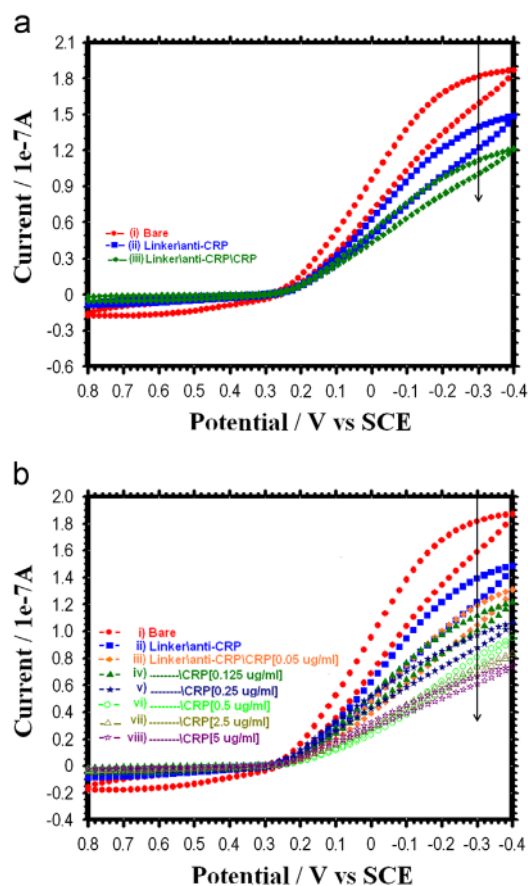 a
2.1
1.8
1.5
1.2
0.9
0.6
0.3
0
-0.3
-0.6
Current / 1e-7A
(i) Bare
(ii) Linker\anti-CRP
(iii) Linker\anti-CRP\CRP
0.8 0.7 0.6 0.5 0.4 0.3 0.2 0.1 0 -0.1 -0.2 -0.3 -0.4
Potential / V vs SCE
b
2.0
1.8
1.6
1.4
1.2
1.0
0.8
0.6
0.4
0.2
0
-0.2
-0.4
Current / 1e-7A
i) Bare
ii) Linker\anti-CRP
iii) Linker\anti-CRP\CRP[0.05 ug/ml]
iv) ---------\CRP[0.125 ug/ml]
v) ---------\CRP[0.25 ug/ml]
vi) ---------\CRP[0.5 ug/ml]
vii) ---------\CRP[2.5 ug/ml]
viii) ---------\CRP[5 ug/ml]
0.8 0.7 0.6 0.5 0.4 0.3 0.2 0.1 0 -0.1 -0.2 -0.3 -0.4
Potential / V vs SCE